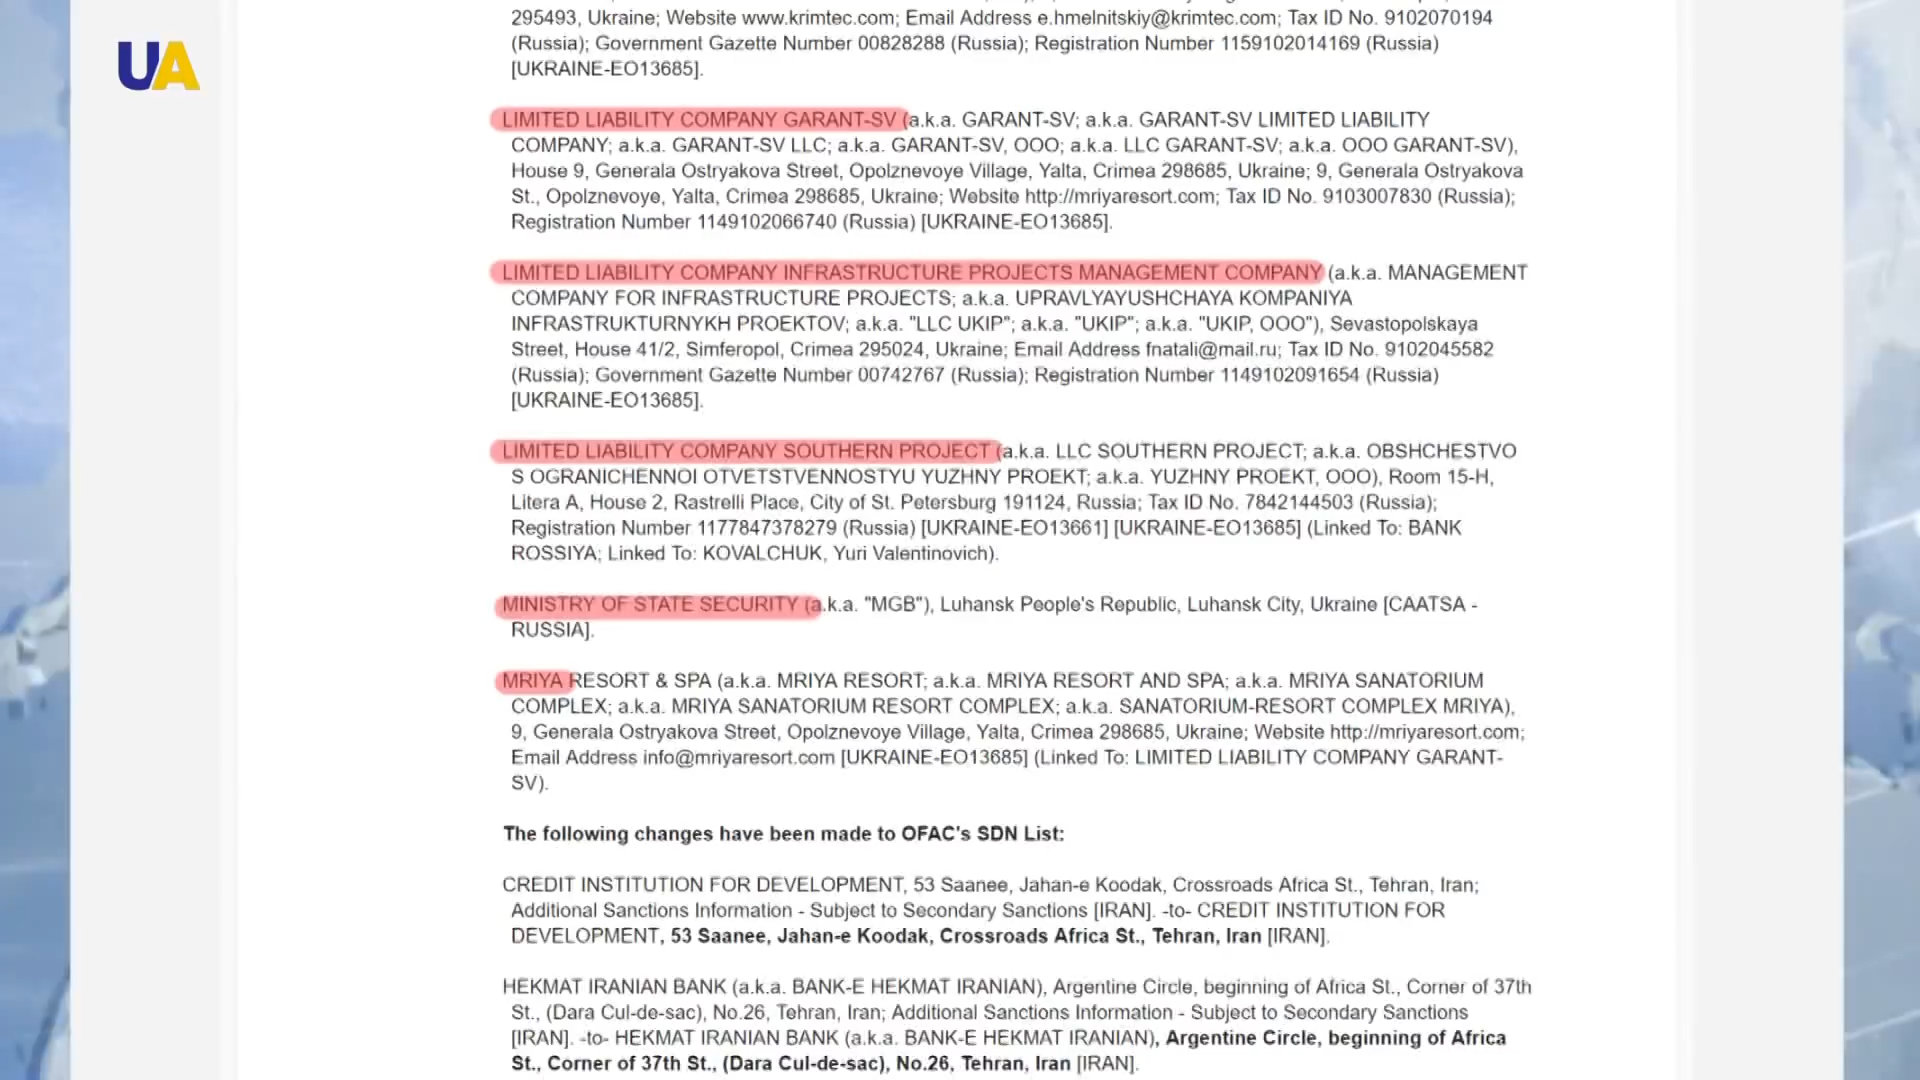 UA
295493, Ukraine; Website www.krimtec.com; Email Address e.hmelnitskiy@krimtec.com; Tax ID No. 9102070194
(Russia); Government Gazette Number 00828288 (Russia); Registration Number 1159102014169 (Russia)
[UKRAINE-EO13685].
LIMITED LIABILITY COMPANY GARANT-SV (a.k.a. GARANT-SV; a.k.a. GARANT-SV LIMITED LIABILITY
COMPANY; a.k.a. GARANT-SV LLC; a.k.a. GARANT-SV, OOO; a.k.a. LLC GARANT-SV; a.k.a. OOO GARANT-SV),
House 9, Generala Ostryakova Street, Opolznevoye Village, Yalta, Crimea 298685, Ukraine; 9, Generala Ostryakova
St., Opolznevoye, Yalta, Crimea 298685, Ukraine; Website http://mriyaresort.com; Tax ID No. 9103007830 (Russia);
Registration Number 1149102066740 (Russia) [UKRAINE-EO13685].
LIMITED LIABILITY COMPANY INFRASTRUCTURE PROJECTS MANAGEMENT COMPANY (a.k.a. MANAGEMENT
COMPANY FOR INFRASTRUCTURE PROJECTS; a.k.a. UPRAVLYAYUSHCHAYA KOMPANIYA
INFRASTRUKTURNYKH PROEKTOV; a.k.a. "LLC UKIP"; a.k.a. "UKIP"; a.k.a. "UKIP, OOO"), Sevastopolskaya
Street, House 41/2, Simferopol, Crimea 295024, Ukraine; Email Address fnatali@mail.ru; Tax ID No. 9102045582
(Russia); Government Gazette Number 00742767 (Russia); Registration Number 1149102091654 (Russia)
[UKRAINE-EO13685].
LIMITED LIABILITY COMPANY SOUTHERN PROJECT (a.k.a. LLC SOUTHERN PROJECT; a.k.a. OBSHCHESTVO
S OGRANICHENNOI OTVETSTVENNOSTYU YUZHNY PROEKT; a.k.a. YUZHNY PROEKT, OOO), Room 15-H,
Litera A, House 2, Rastrelli Place, City of St. Petersburg 191124, Russia; Tax ID No. 7842144503 (Russia);
Registration Number 1177847378279 (Russia) [UKRAINE-EO13661] [UKRAINE-EO13685] (Linked To: BANK
ROSSIYA; Linked To: KOVALCHUK, Yuri Valentinovich).
MINISTRY OF STATE SECURITY (a.k.a. "MGB"), Luhansk People's Republic, Luhansk City, Ukraine [CAATSA -
RUSSIA].
MRIYA RESORT & SPA (a.k.a. MRIYA RESORT; a.k.a. MRIYA RESORT AND SPA; a.k.a. MRIYA SANATORIUM
COMPLEX; a.k.a. MRIYA SANATORIUM RESORT COMPLEX; a.k.a. SANATORIUM-RESORT COMPLEX MRIYA),
9, Generala Ostryakova Street, Opolznevoye Village, Yalta, Crimea 298685, Ukraine; Website http://mriyaresort.com;
Email Address info@mriyaresort.com [UKRAINE-EO13685] (Linked To: LIMITED LIABILITY COMPANY GARANT-
SV).
The following changes have been made to OFAC's SDN List:
CREDIT INSTITUTION FOR DEVELOPMENT, 53 Saanee, Jahan-e Koodak, Crossroads Africa St., Tehran, Iran;
Additional Sanctions Information - Subject to Secondary Sanctions [IRAN]. -to- CREDIT INSTITUTION FOR
DEVELOPMENT, 53 Saanee, Jahan-e Koodak, Crossroads Africa St., Tehran, Iran [IRAN].
HEKMAT IRANIAN BANK (a.k.a. BANK-E HEKMAT IRANIAN), Argentine Circle, beginning of Africa St., Corner of 37th
St., (Dara Cul-de-sac), No.26, Tehran, Iran; Additional Sanctions Information - Subject to Secondary Sanctions
[IRAN]. -to- HEKMAT IRANIAN BANK (a.k.a. BANK-E HEKMAT IRANIAN), Argentine Circle, beginning of Africa
St., Corner of 37th St., (Dara Cul-de-sac), No.26, Tehran, Iran [IRAN].